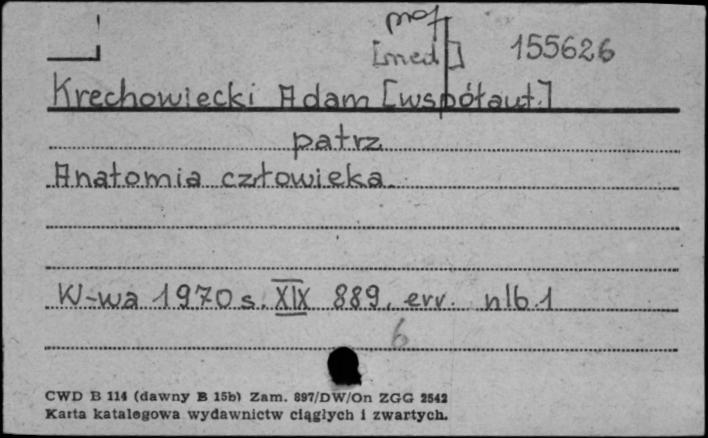 prof
[med] 155626
Krechowiecki Adam [współaut.]
patrz
Anatomia człowieka.
W-wa 1970 s. XIX 889, err. nlb 1
6
CWD B 114 (dawny B 15b) Zam. 897/DW/On ZGG 2542
Karta katalogowa wydawnictw ciągłych i zwartych.